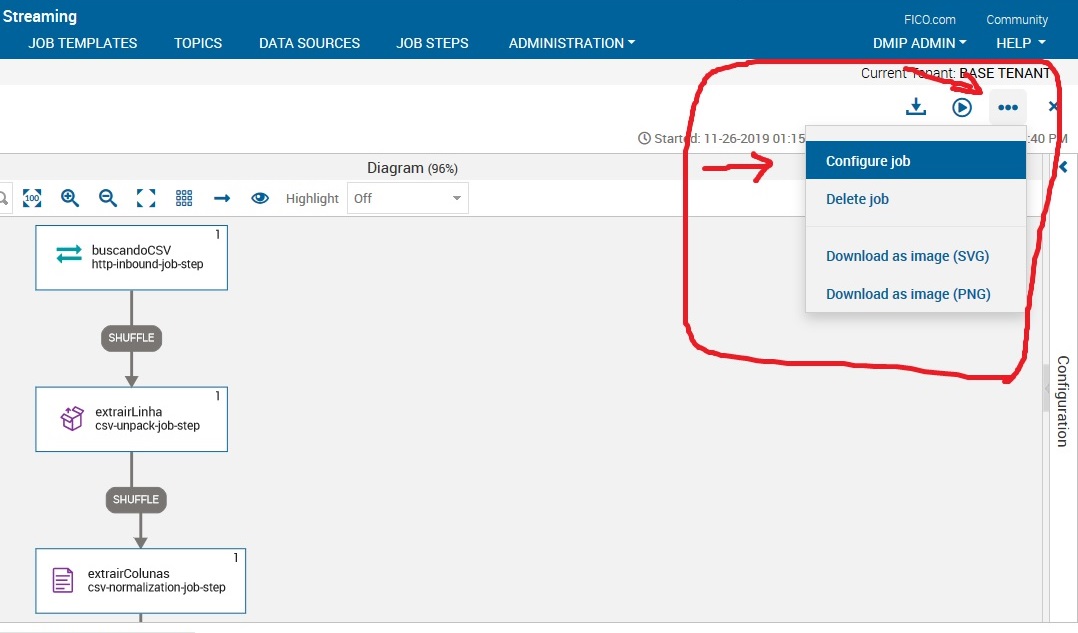 Streaming
FICO.com Community
JOB TEMPLATES TOPICS DATA SOURCES JOB STEPS ADMINISTRATION DMIP ADMIN HELP
Current Tenant: BASE TENANT
Started: 11-26-2019 01:15 :40 PM
Configure job
Delete job
Download as image (SVG)
Download as image (PNG)
Diagram (96%)
100 Highlight Off
1
buscandoCSV
http-inbound-job-step
SHUFFLE
1
extrairLinha
csv-unpack-job-step
SHUFFLE
1
extrairColunas
csv-normalization-job-step
Configuration